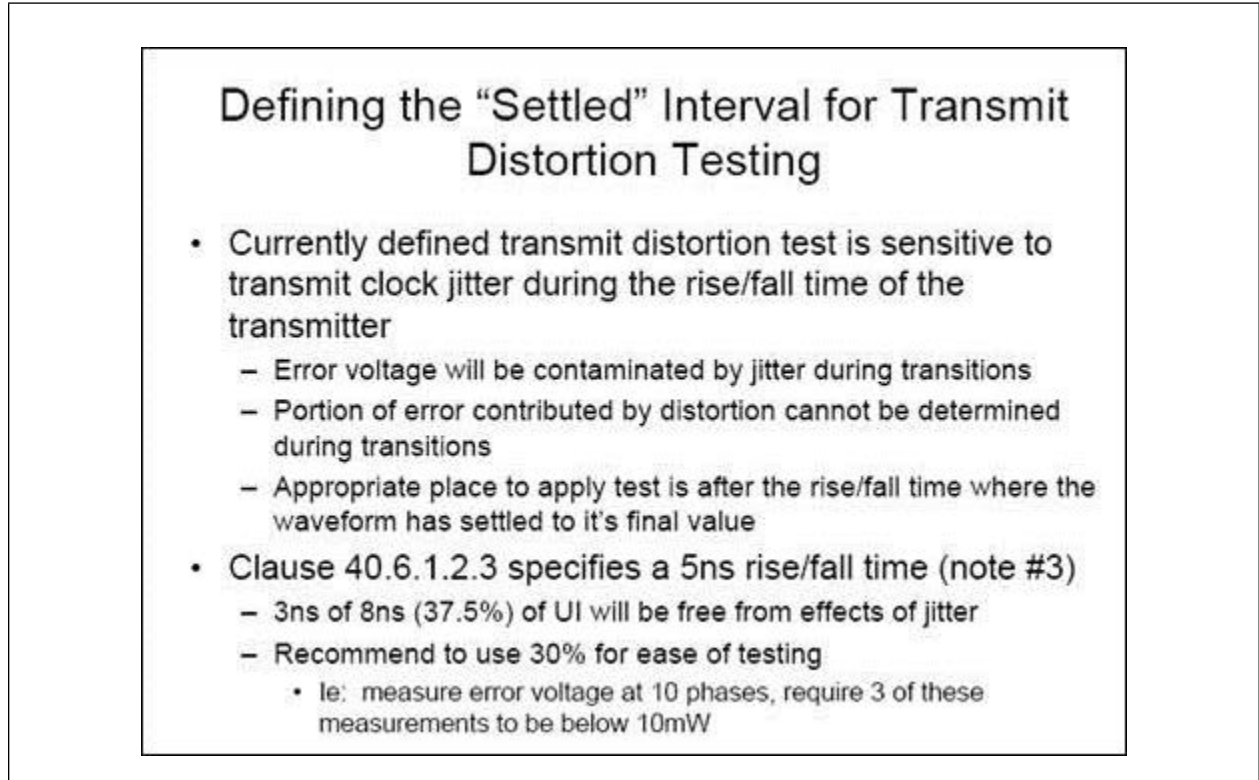 Defining the “Settled” Interval for Transmit
Distortion Testing
• Currently defined transmit distortion test is sensitive to
transmit clock jitter during the rise/fall time of the
transmitter
– Error voltage will be contaminated by jitter during transitions
– Portion of error contributed by distortion cannot be determined
during transitions
– Appropriate place to apply test is after the rise/fall time where the
waveform has settled to it's final value
• Clause 40.6.1.2.3 specifies a 5ns rise/fall time (note #3)
– 3ns of 8ns (37.5%) of UI will be free from effects of jitter
– Recommend to use 30% for ease of testing
• Ie: measure error voltage at 10 phases, require 3 of these
measurements to be below 10mW